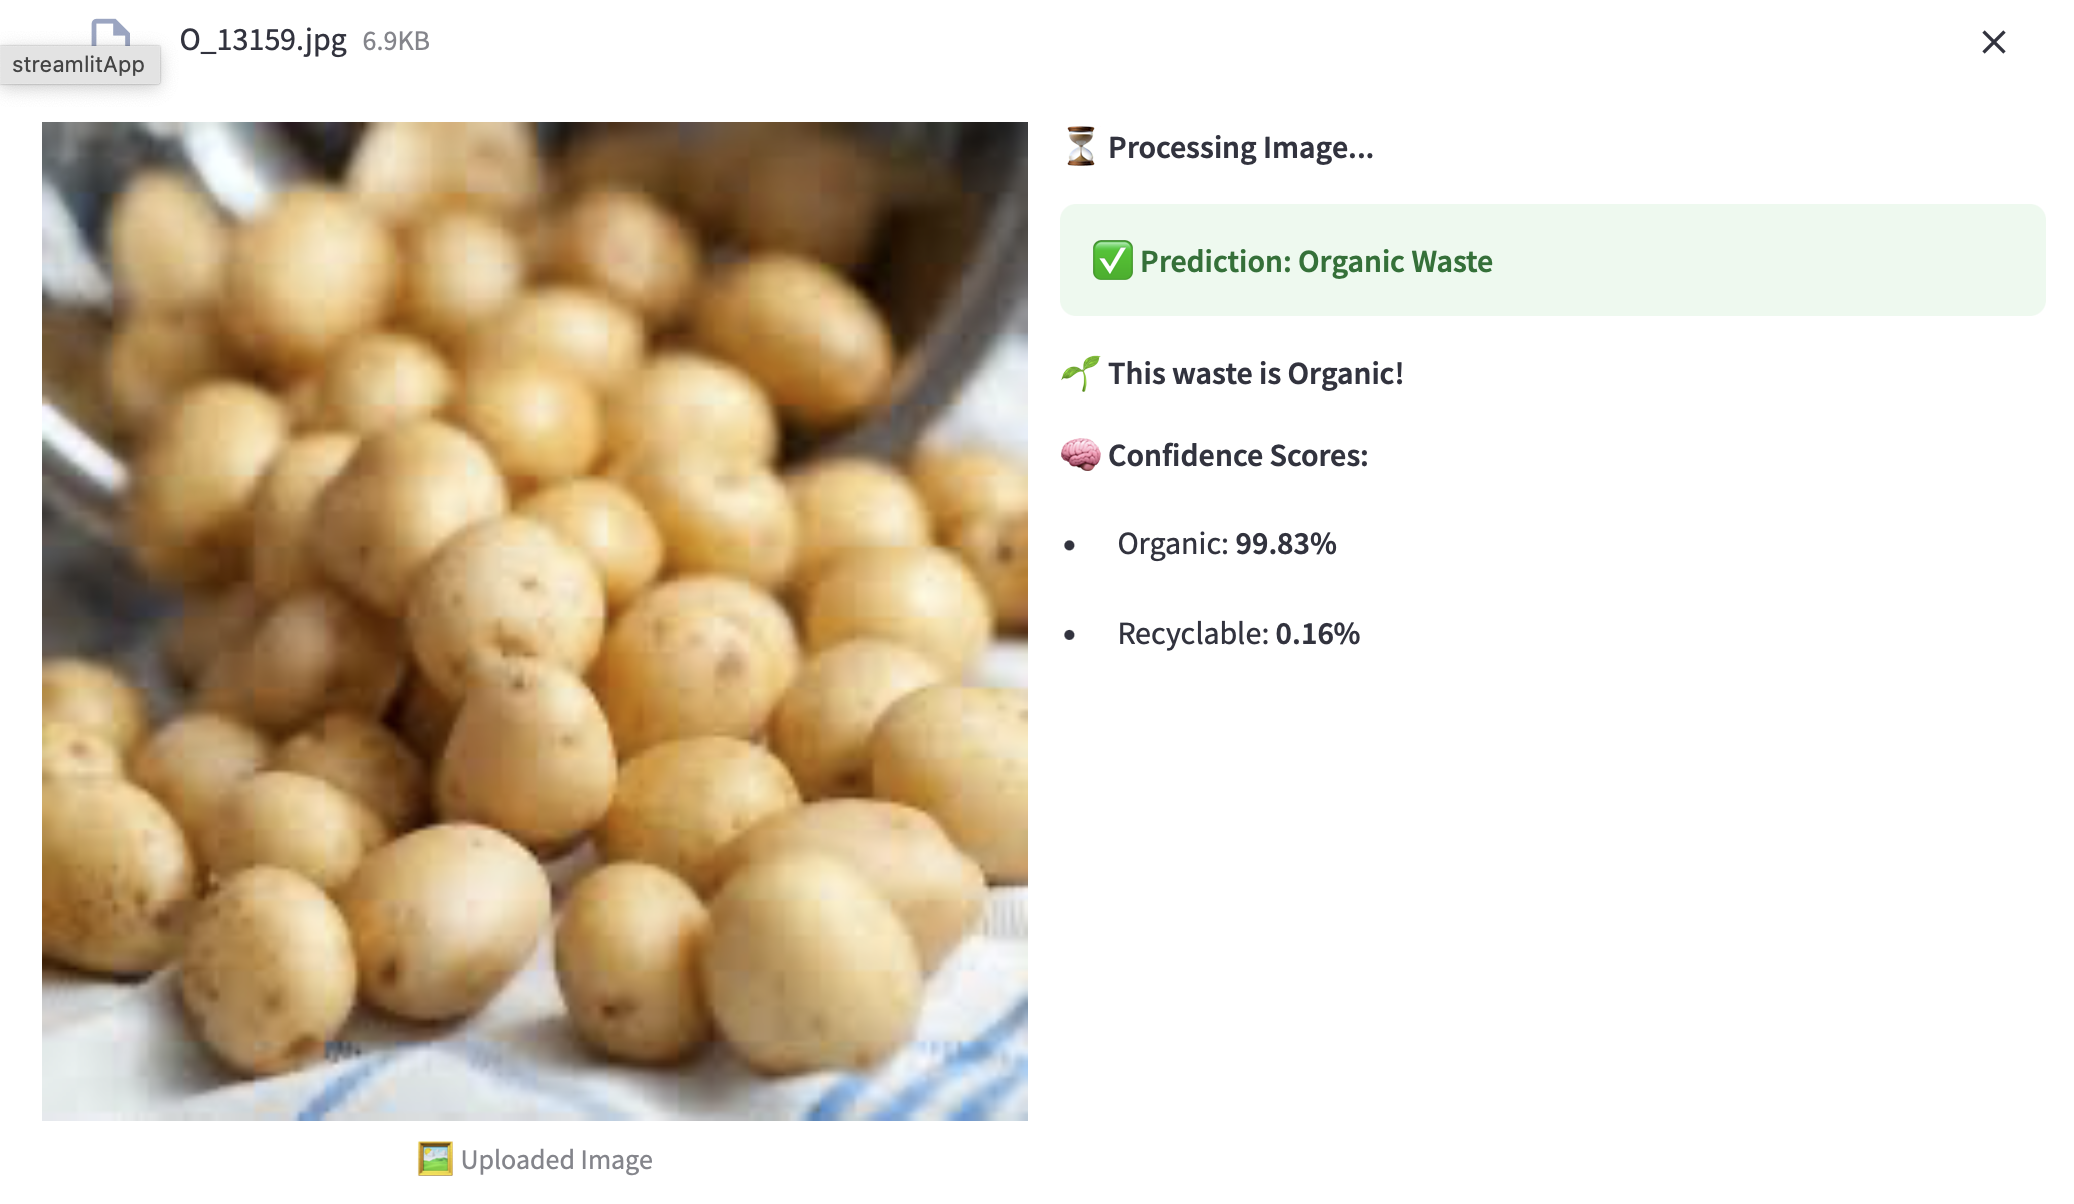 O_13159.jpg 6.9KB
streamlitApp
⏳ Processing Image...
✅ Prediction: Organic Waste
🌱 This waste is Organic!
🧠 Confidence Scores:
• Organic: 99.83%
• Recyclable: 0.16%
🖼️ Uploaded Image